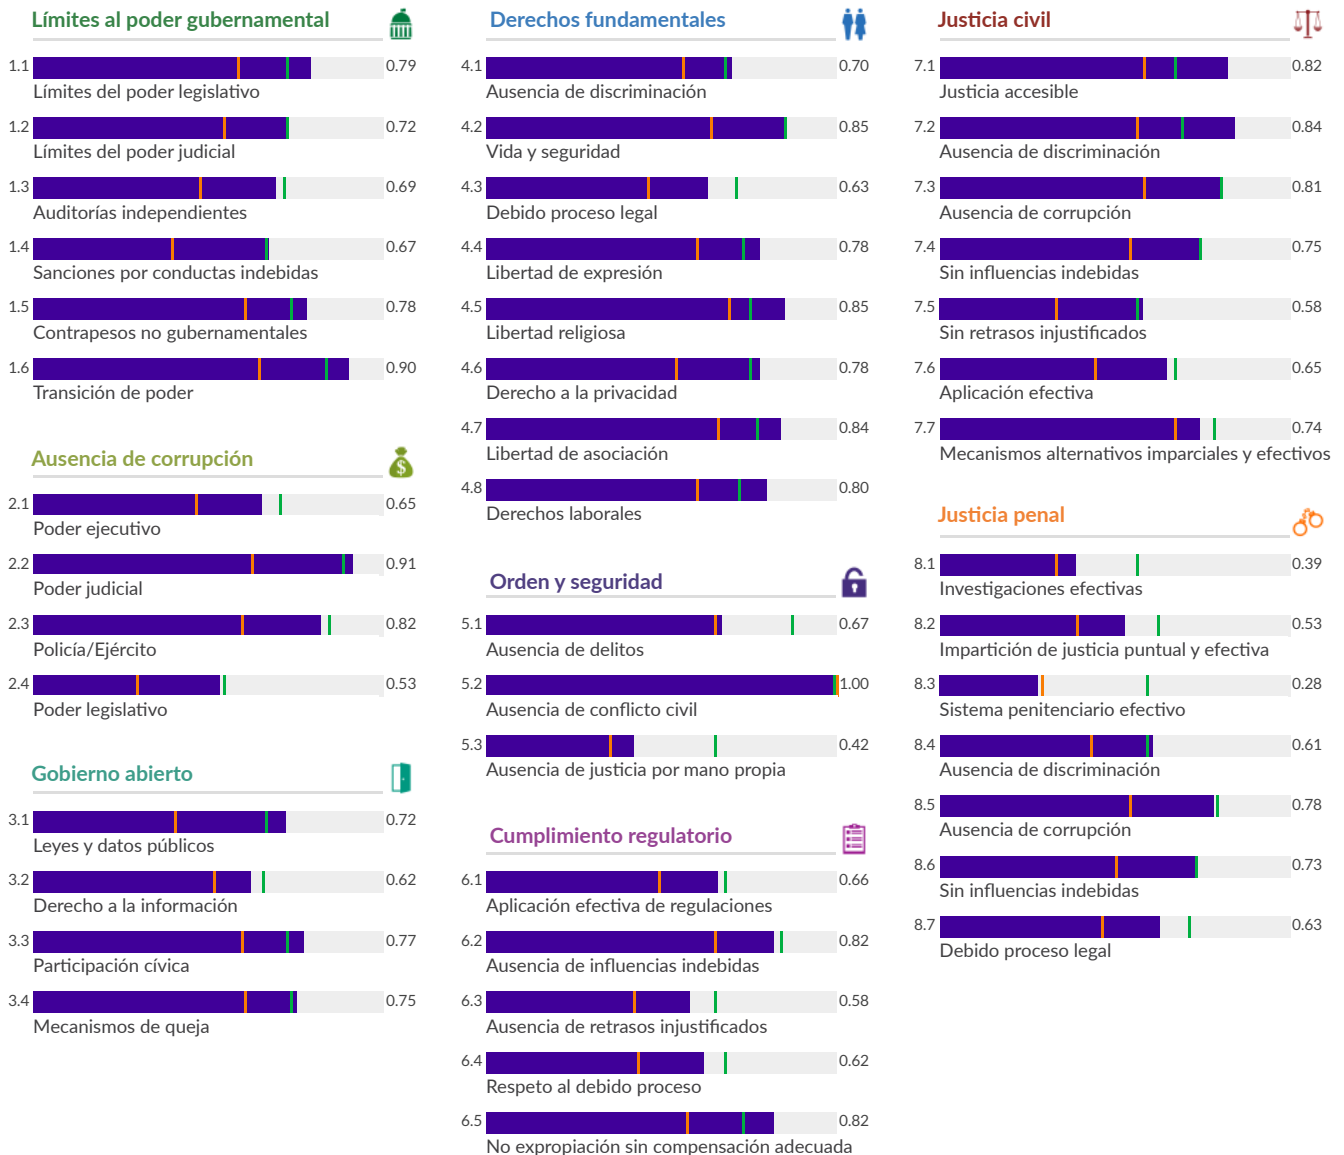 Límites al poder gubernamental
1.1 0.79
Límites del poder legislativo
1.2 0.72
Límites del poder judicial
1.3 0.69
Auditorías independientes
1.4 0.67
Sanciones por conductas indebidas
1.5 0.78
Contrapesos no gubernamentales
1.6 0.90
Transición de poder
Ausencia de corrupción
$
2.1 0.65
Poder ejecutivo
2.2 0.91
Poder judicial
2.3 0.82
Policía/Ejército
2.4 0.53
Poder legislativo
Gobierno abierto
3.1 0.72
Leyes y datos públicos
3.2 0.62
Derecho a la información
3.3 0.77
Participación cívica
3.4 0.75
Mecanismos de queja
Derechos fundamentales
4.1 0.70
Ausencia de discriminación
4.2 0.85
Vida y seguridad
4.3 0.63
Debido proceso legal
4.4 0.78
Libertad de expresión
4.5 0.85
Libertad religiosa
4.6 0.78
Derecho a la privacidad
4.7 0.84
Libertad de asociación
4.8 0.80
Derechos laborales
Orden y seguridad
5.1 0.67
Ausencia de delitos
5.2 1.00
Ausencia de conflicto civil
5.3 0.42
Ausencia de justicia por mano propia
Cumplimiento regulatorio
6.1 0.66
Aplicación efectiva de regulaciones
6.2 0.82
Ausencia de influencias indebidas
6.3 0.58
Ausencia de retrasos injustificados
6.4 0.62
Respeto al debido proceso
6.5 0.82
No expropiación sin compensación adecuada
Justicia civil
7.1 0.82
Justicia accesible
7.2 0.84
Ausencia de discriminación
7.3 0.81
Ausencia de corrupción
7.4 0.75
Sin influencias indebidas
7.5 0.58
Sin retrasos injustificados
7.6 0.65
Aplicación efectiva
7.7 0.74
Mecanismos alternativos imparciales y efectivos
Justicia penal
8.1 0.39
Investigaciones efectivas
8.2 0.53
Impartición de justicia puntual y efectiva
8.3 0.28
Sistema penitenciario efectivo
8.4 0.61
Ausencia de discriminación
8.5 0.78
Ausencia de corrupción
8.6 0.73
Sin influencias indebidas
8.7 0.63
Debido proceso legal